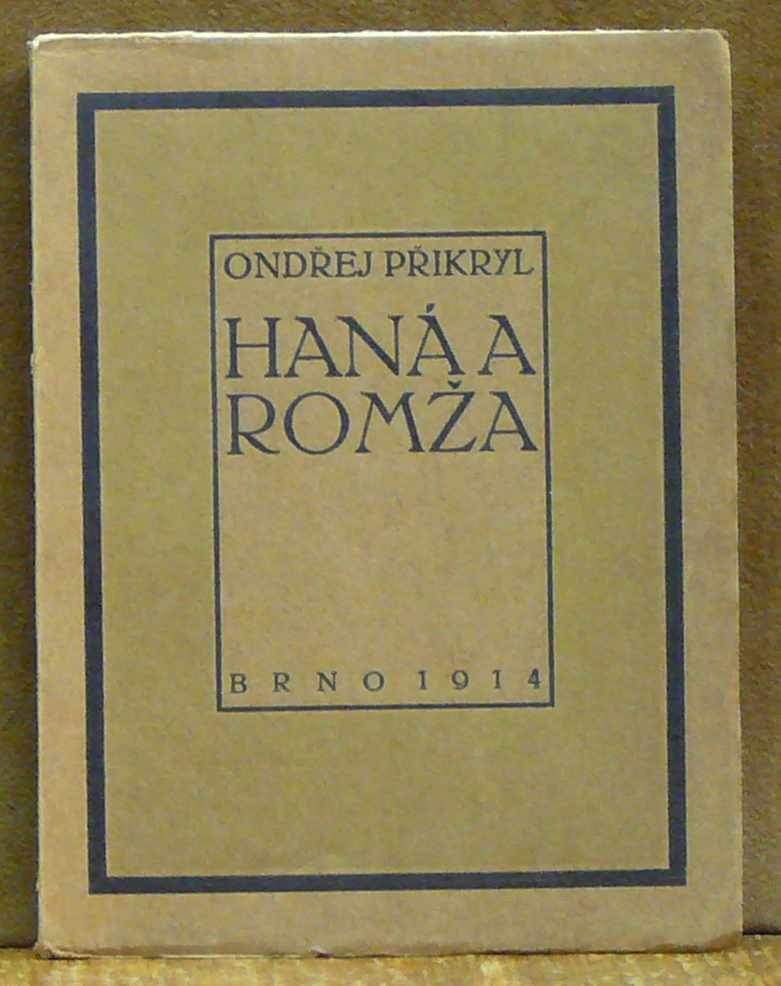 ONDŘEJ PŘIKRYL
HANÁ A
ROMŽA
BRNO 1914